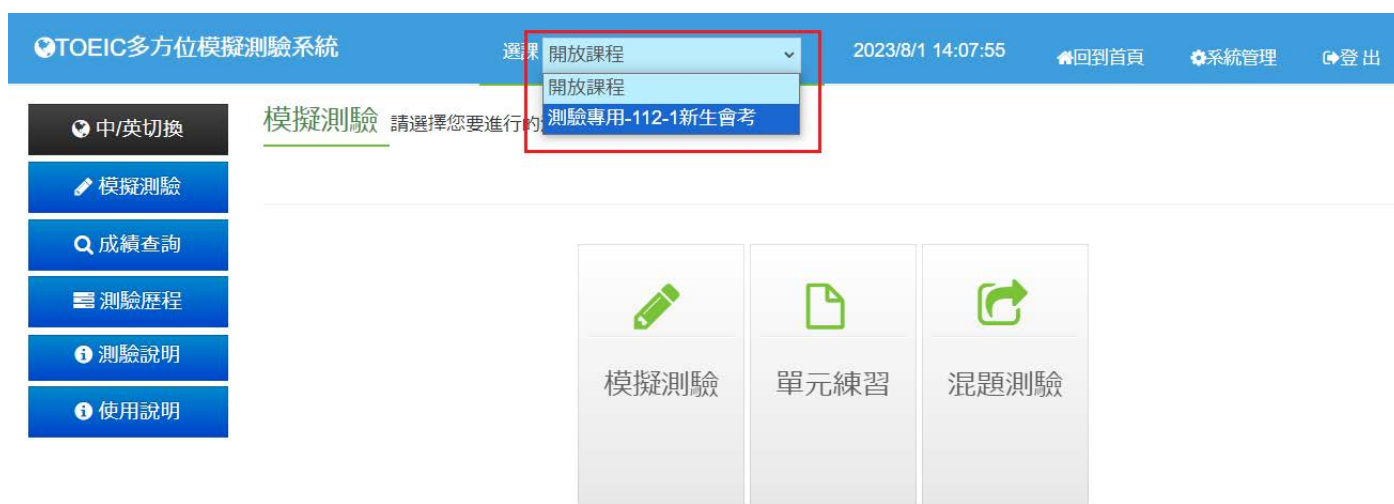 TOEIC多方位模擬測驗系統
選課 開放課程
2023/8/1 14:07:55
回到首頁
系統管理
登出
開放課程
測驗專用-112-1新生會考
中/英切換
模擬測驗
成績查詢
測驗歷程
測驗說明
使用說明
模擬測驗 請選擇您要進行的
模擬測驗
單元練習
混題測驗